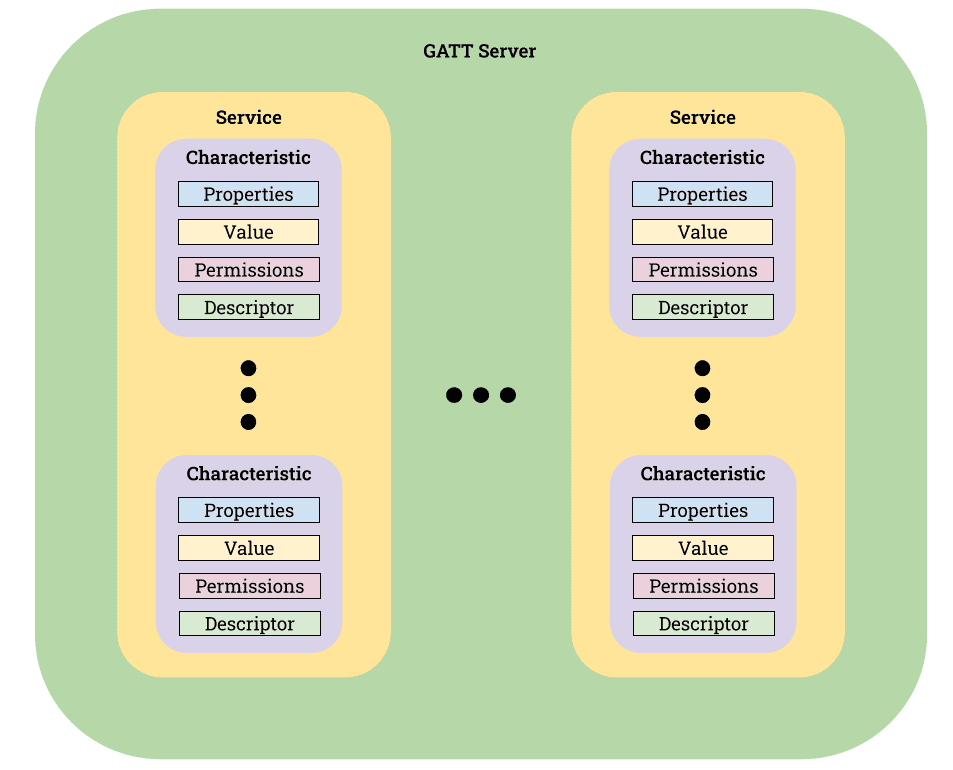 GATT Server
Service
Characteristic
Properties
Value
Permissions
Descriptor
Characteristic
Properties
Value
Permissions
Descriptor
Service
Characteristic
Properties
Value
Permissions
Descriptor
Characteristic
Properties
Value
Permissions
Descriptor